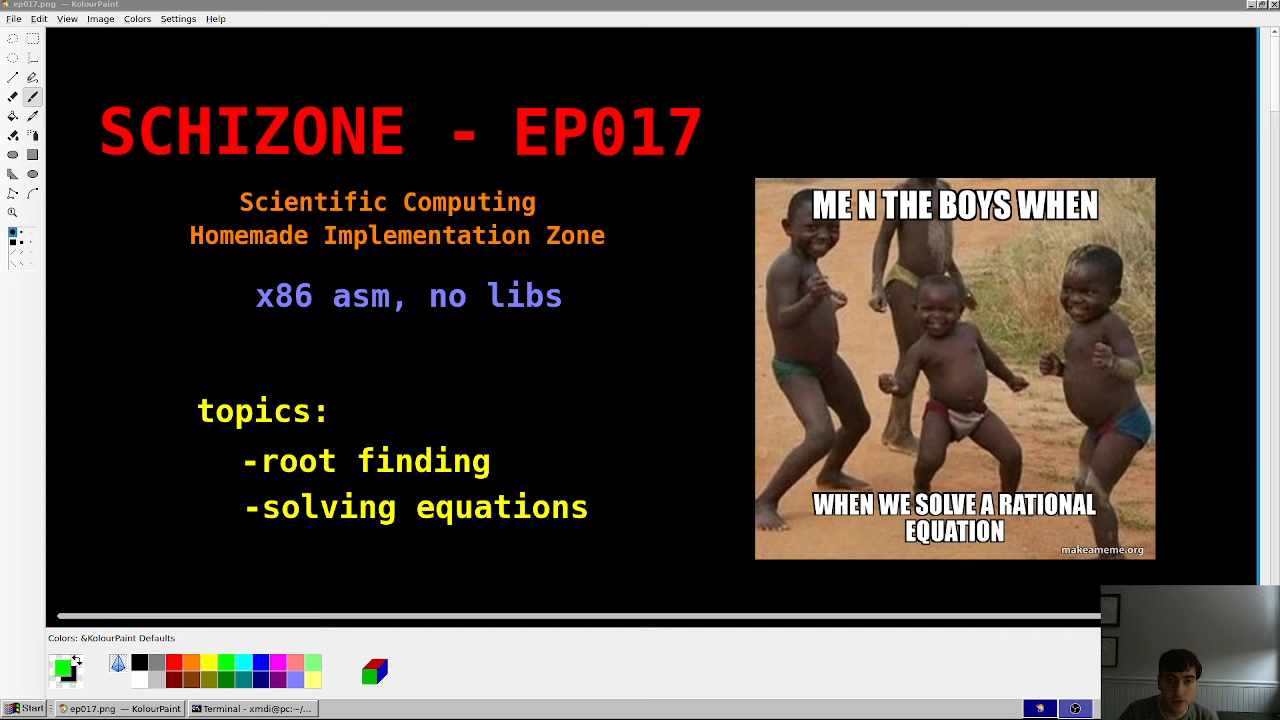 ep017.png — KolourPaint
File Edit View Image Colors Settings Help
SCHIZONE - EP017
Scientific Computing
Homemade Implementation Zone
x86 asm, no libs
topics:
-root finding
-solving equations
ME N THE BOYS WHEN
WHEN WE SOLVE A RATIONAL
EQUATION
makeameme.org
Colors: &KolourPaint Defaults
Start ep017.png — KolourPaint Terminal - xmdi@pc:~/...